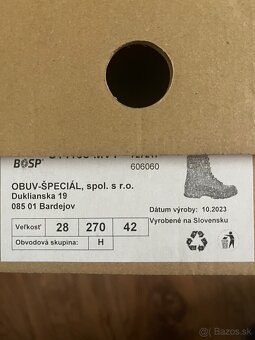 BOSP
606060
OBUV-ŠPECIÁL, spol. s r.o.
Duklianska 19
085 01 Bardejov
Dátum výroby: 10.2023
Vyrobené na Slovensku
Veľkosť 28 270 42
Obvodová skupina: H
Bazos.sk